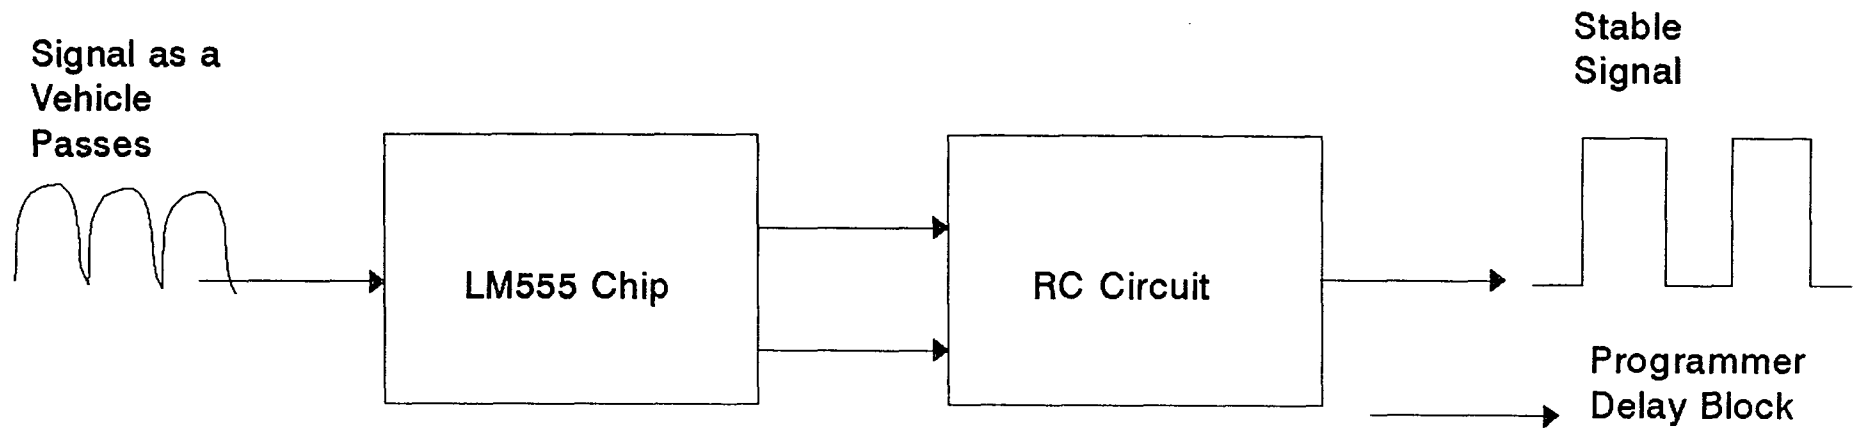 Signal as a
Vehicle
Passes
LM555 Chip
RC Circuit
Stable
Signal
Programmer
Delay Block